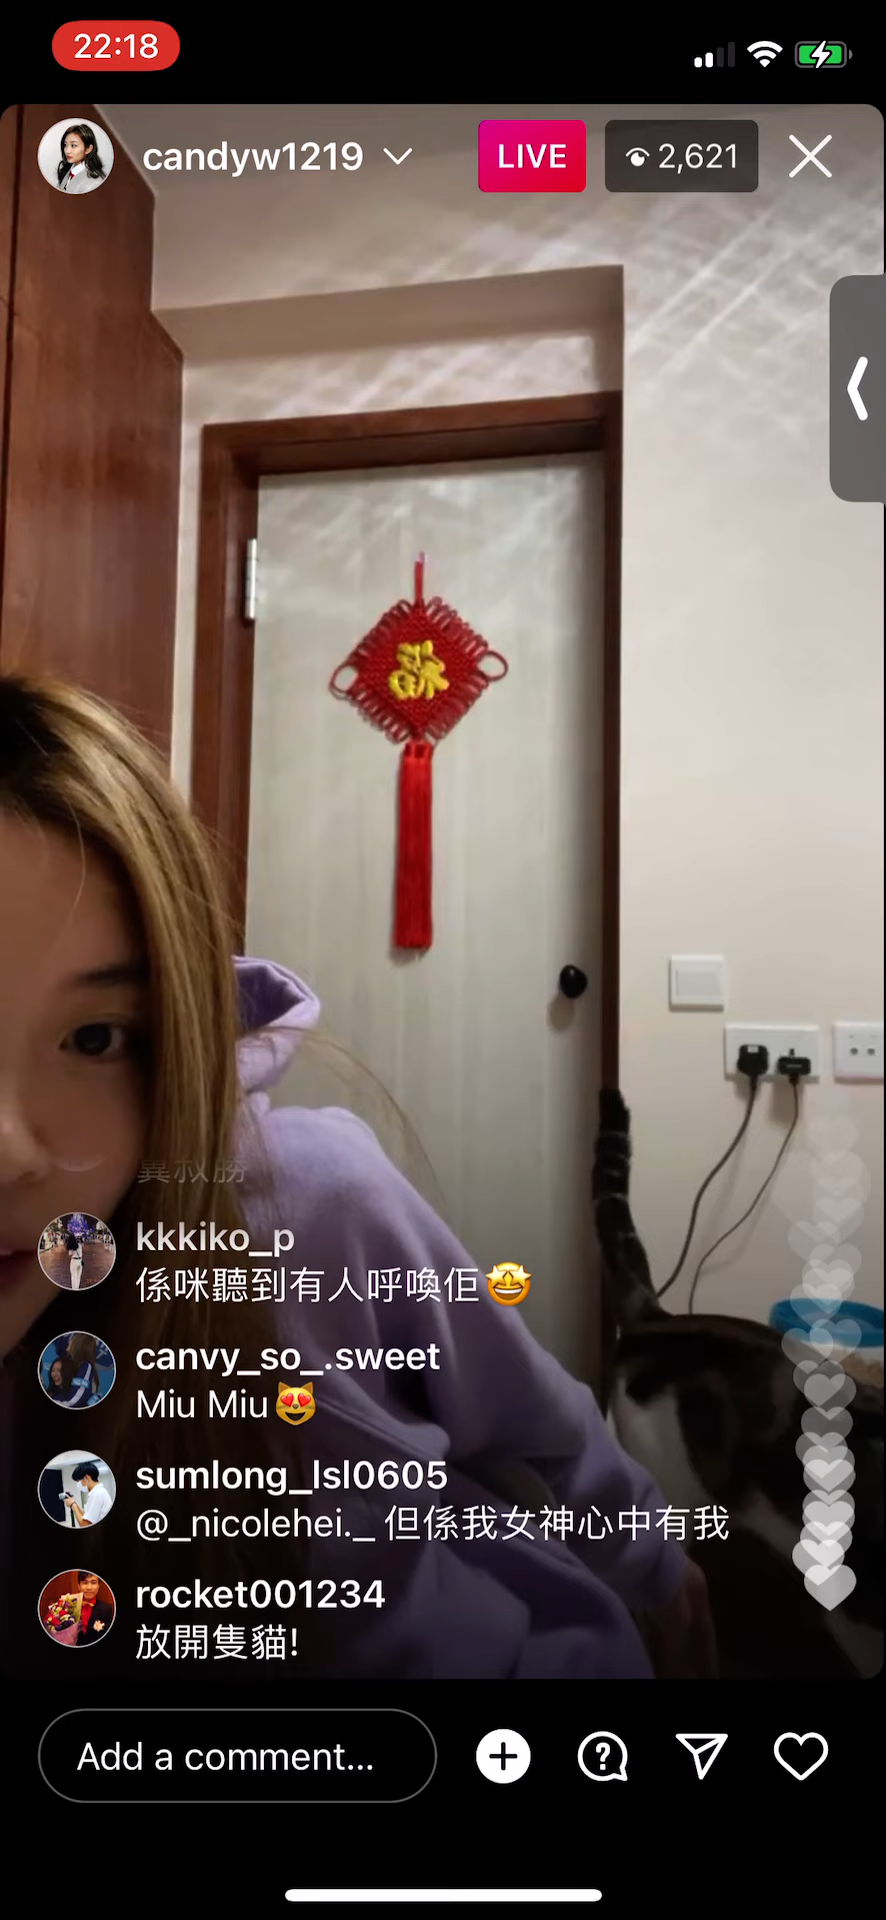 22:18
candyw1219
LIVE
2,621
kkkiko_p
係咪聽到有人呼喚佢🤩
canvy_so_.sweet
Miu Miu😻
sumlong_lsl0605
@_nicolehei._ 但係我女神心中有我
rocket001234
放開隻貓!
Add a comment...